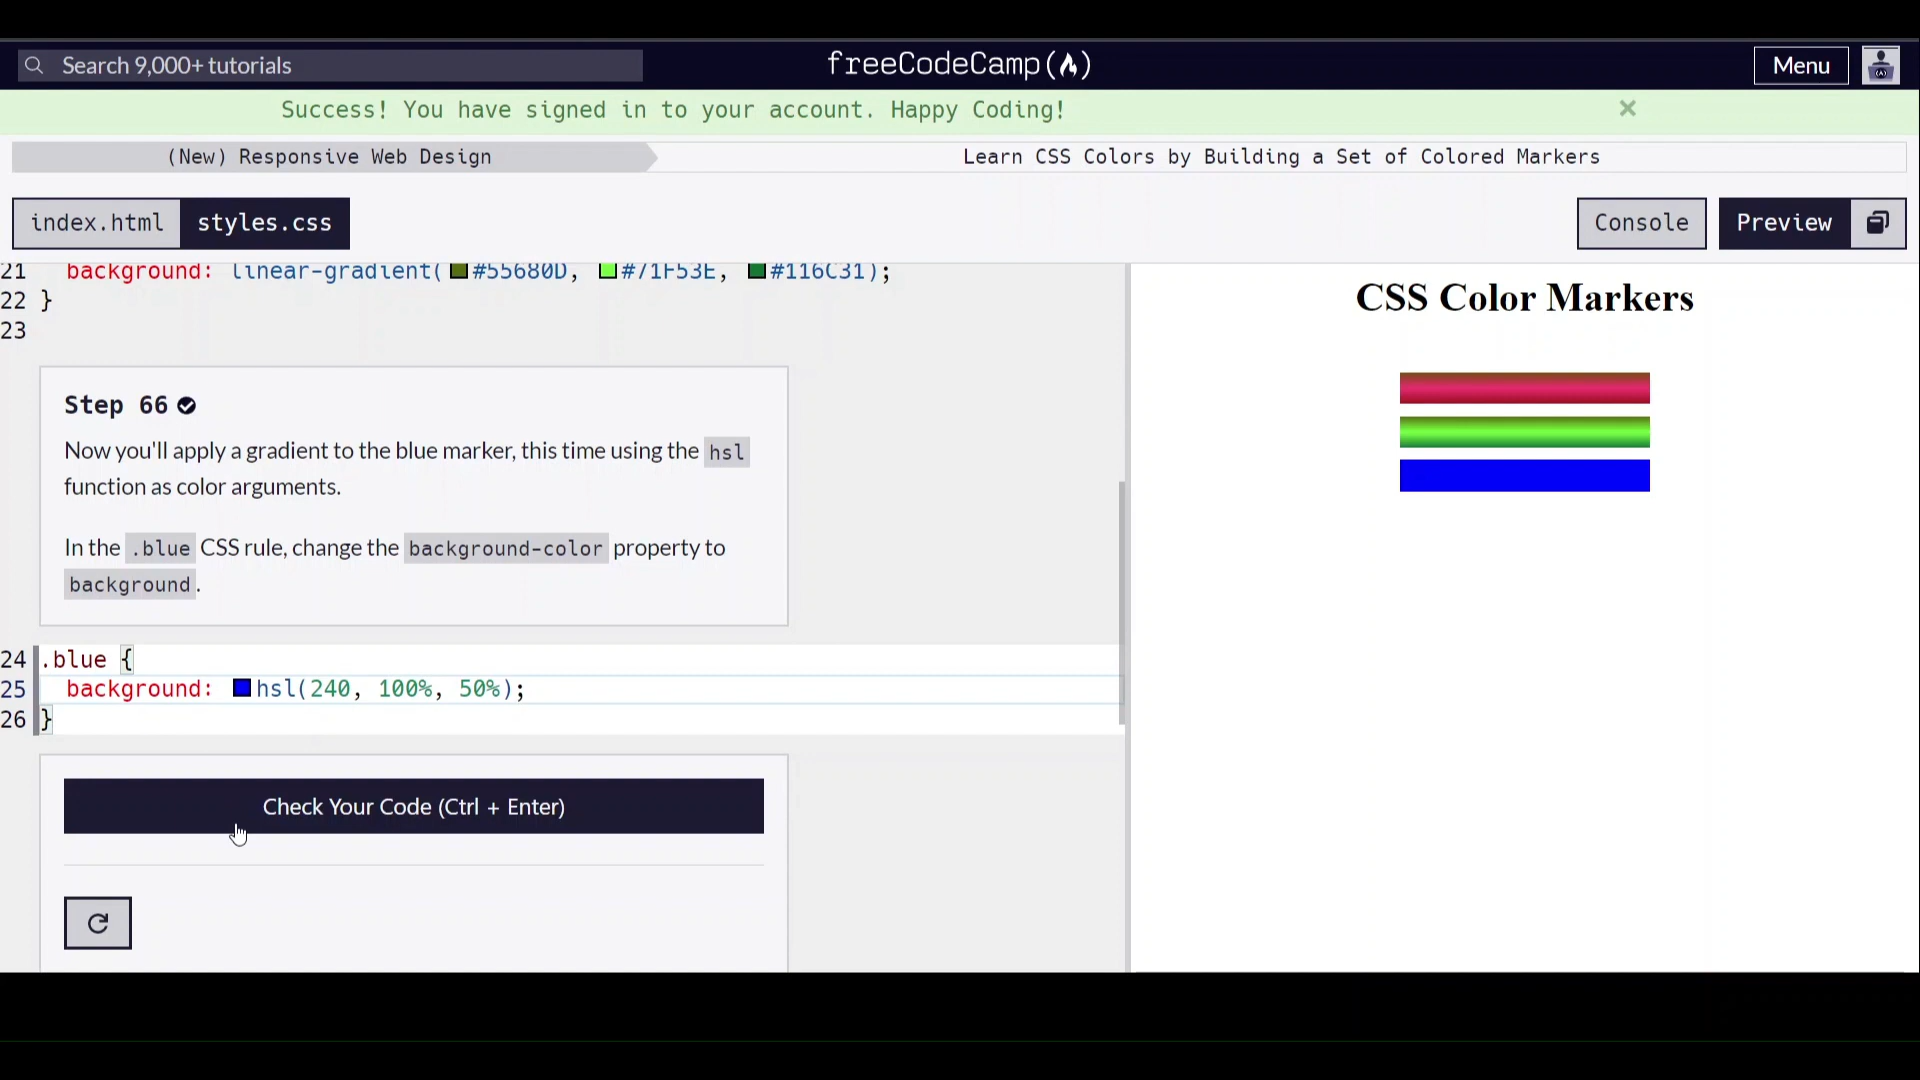 Search 9,000+ tutorials
freeCodeCamp
Menu
Success! You have signed in to your account. Happy Coding!
×
(New) Responsive Web Design
Learn CSS Colors by Building a Set of Colored Markers
index.html
styles.css
Console
Preview
21 background: linear-gradient(#55680D, #71F53E, #116C31);
22 }
23
Step 66
Now you'll apply a gradient to the blue marker, this time using the hsl
function as color arguments.
In the .blue CSS rule, change the background-color property to
background.
24 .blue {
25 background: hsl(240, 100%, 50%);
26 }
Check Your Code (Ctrl + Enter)
CSS Color Markers